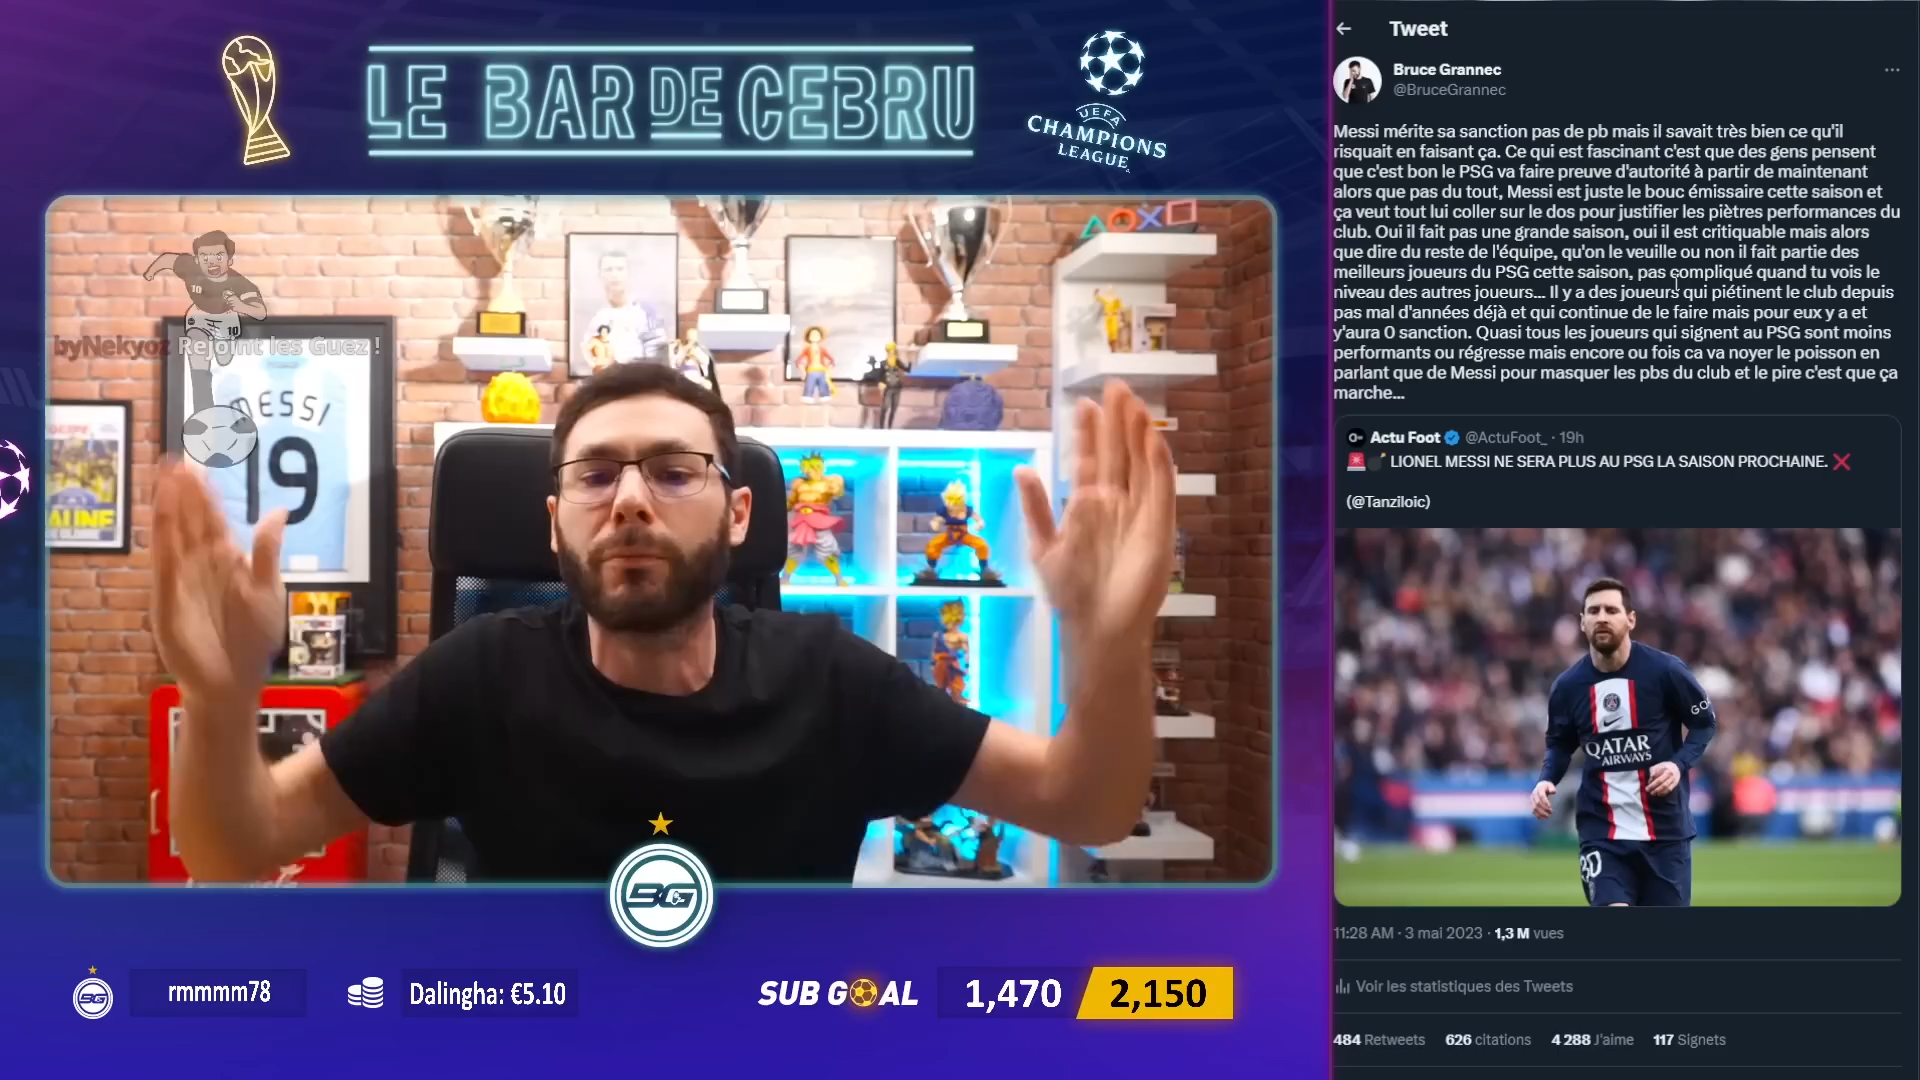 LE BAR DE CEBRU
UEFA
CHAMPIONS
LEAGUE
10
10
byNekyoz Rejoint les Guez !
MESSI
19
BG
BG
rmmmm78
Dalingha: €5.10
SUB GOAL
1,470
2,150
Tweet
Bruce Grannec
@BruceGrannec
Messi mérite sa sanction pas de pb mais il savait très bien ce qu'il
risquait en faisant ça. Ce qui est fascinant c'est que des gens pensent
que c'est bon le PSG va faire preuve d'autorité à partir de maintenant
alors que pas du tout, Messi est juste le bouc émissaire cette saison et
ça veut tout lui coller sur le dos pour justifier les piètres performances du
club. Oui il fait pas une grande saison, oui il est critiquable mais alors
que dire du reste de l'équipe, qu'on le veuille ou non il fait partie des
meilleurs joueurs du PSG cette saison, pas compliqué quand tu vois le
niveau des autres joueurs... Il y a des joueurs qui piétinent le club depuis
pas mal d'années déjà et qui continue de le faire mais pour eux y a et
y'aura 0 sanction. Quasi tous les joueurs qui signent au PSG sont moins
performants ou régresse mais encore ou fois ca va noyer le poisson en
parlant que de Messi pour masquer les pbs du club et le pire c'est que ça
marche...
Actu Foot @ActuFoot_ · 19h
LIONEL MESSI NE SERA PLUS AU PSG LA SAISON PROCHAINE.
(@Tanziloic)
QATAR
AIRWAYS
30
11:28 AM · 3 mai 2023 · 1,3 M vues
Voir les statistiques des Tweets
484 Retweets 626 citations 4 288 J'aime 117 Signets